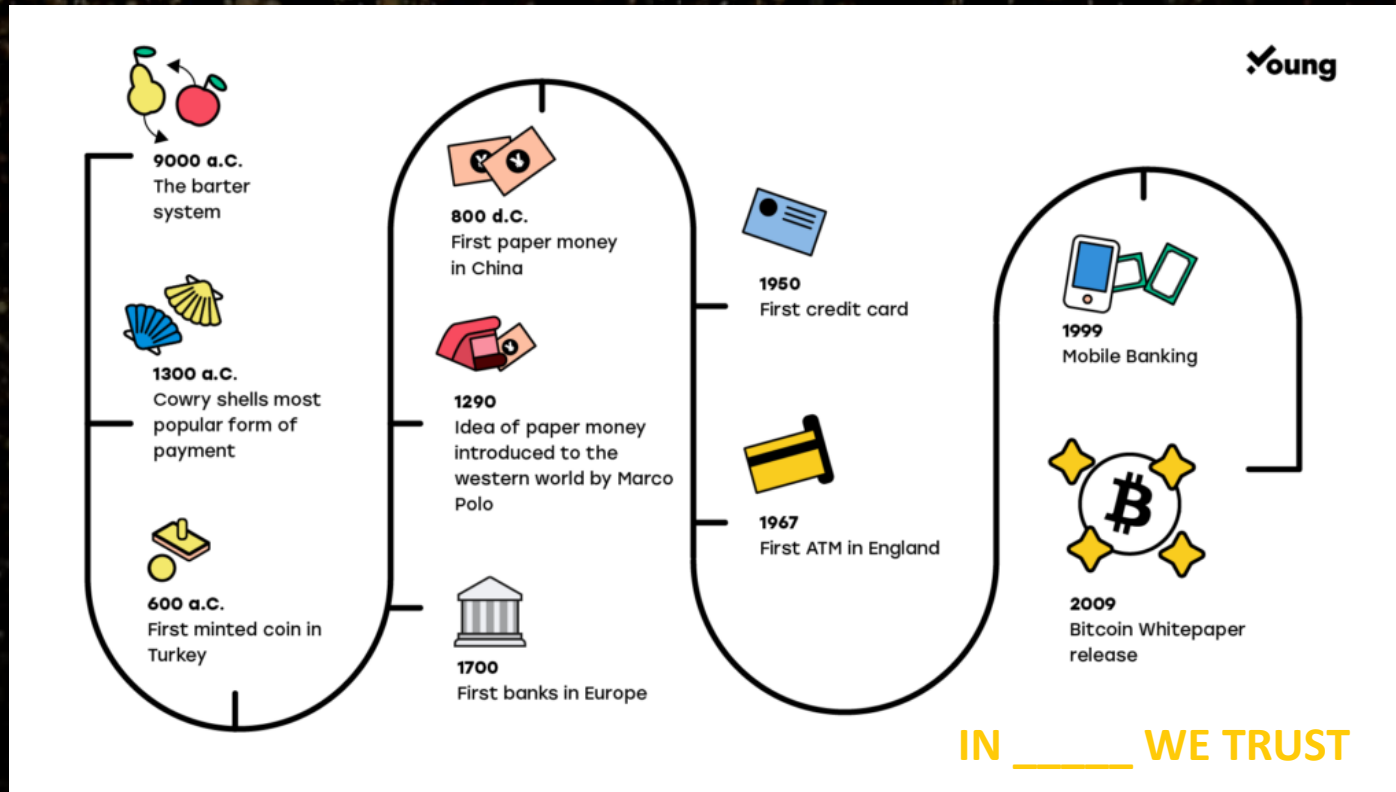 Young
9000 a.C.
The barter
system
1300 a.C.
Cowry shells most
popular form of
payment
600 a.C.
First minted coin in
Turkey
800 d.C.
First paper money
in China
1290
Idea of paper money
introduced to the
western world by Marco
Polo
1700
First banks in Europe
1950
First credit card
1967
First ATM in England
1999
Mobile Banking
2009
Bitcoin Whitepaper
release
IN _____ WE TRUST